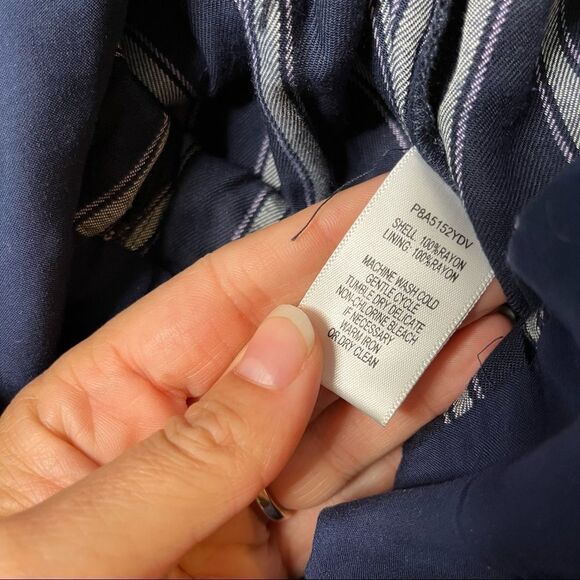 P8A5152YDV
SHELL: 100%RAYON
LINING: 100%RAYON
MACHINE WASH COLD
GENTLE CYCLE
TUMBLE DRY DELICATE
NON-CHLORINE BLEACH
IF NECESSARY
WARM IRON
OR DRY CLEAN